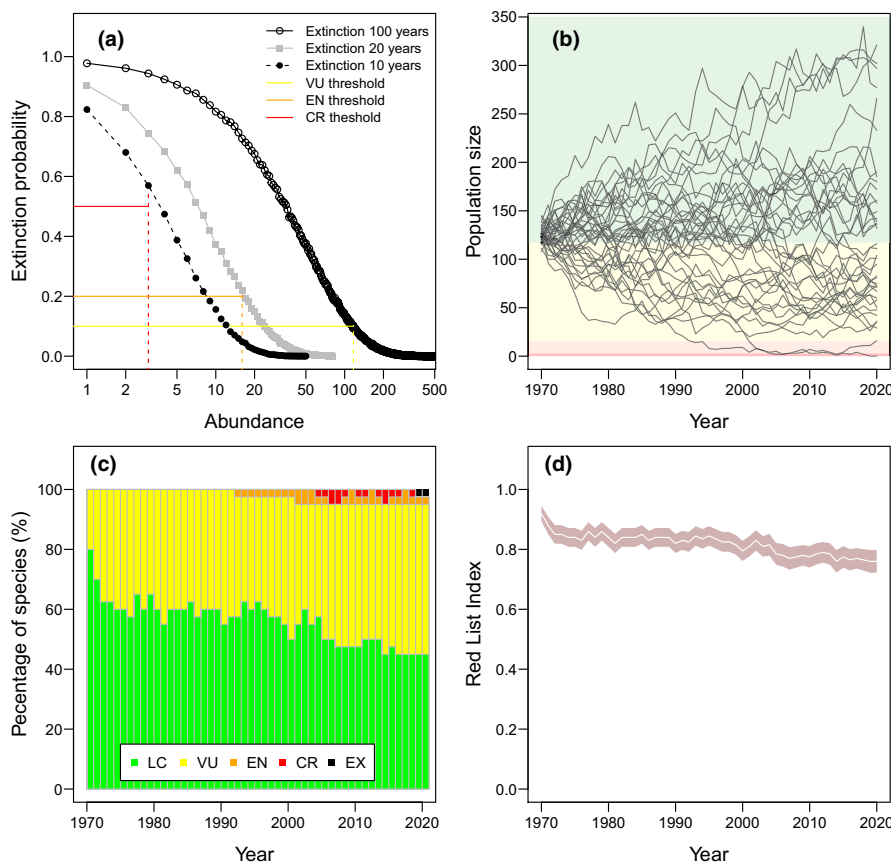 (a)
Extinction 100 years
Extinction 20 years
Extinction 10 years
VU threshold
EN threshold
CR theshold
Extinction probability
1.0
0.8
0.6
0.4
0.2
0.0
1 2 5 10 20 50 100 200 500
Abundance
(b)
Population size
350
300
250
200
150
100
50
0
1970 1980 1990 2000 2010 2020
Year
(c)
Pecentage of species (%)
100
80
60
40
20
0
LC VU EN CR EX
1970 1980 1990 2000 2010 2020
Year
(d)
Red List Index
1.0
0.8
0.6
0.4
0.2
0.0
1970 1980 1990 2000 2010 2020
Year